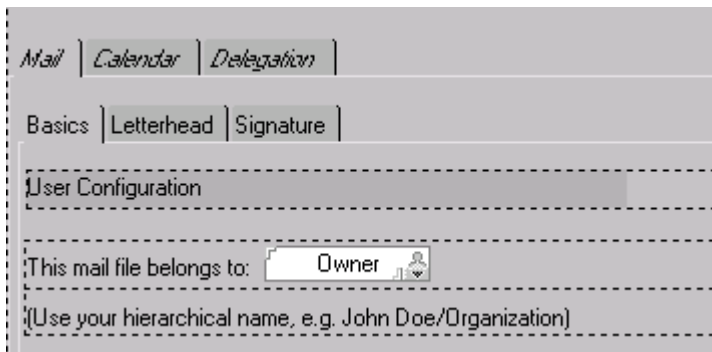 Mail Calendar Delegation
Basics Letterhead Signature
User Configuration
This mail file belongs to: Owner
(Use your hierarchical name, e.g. John Doe/Organization)